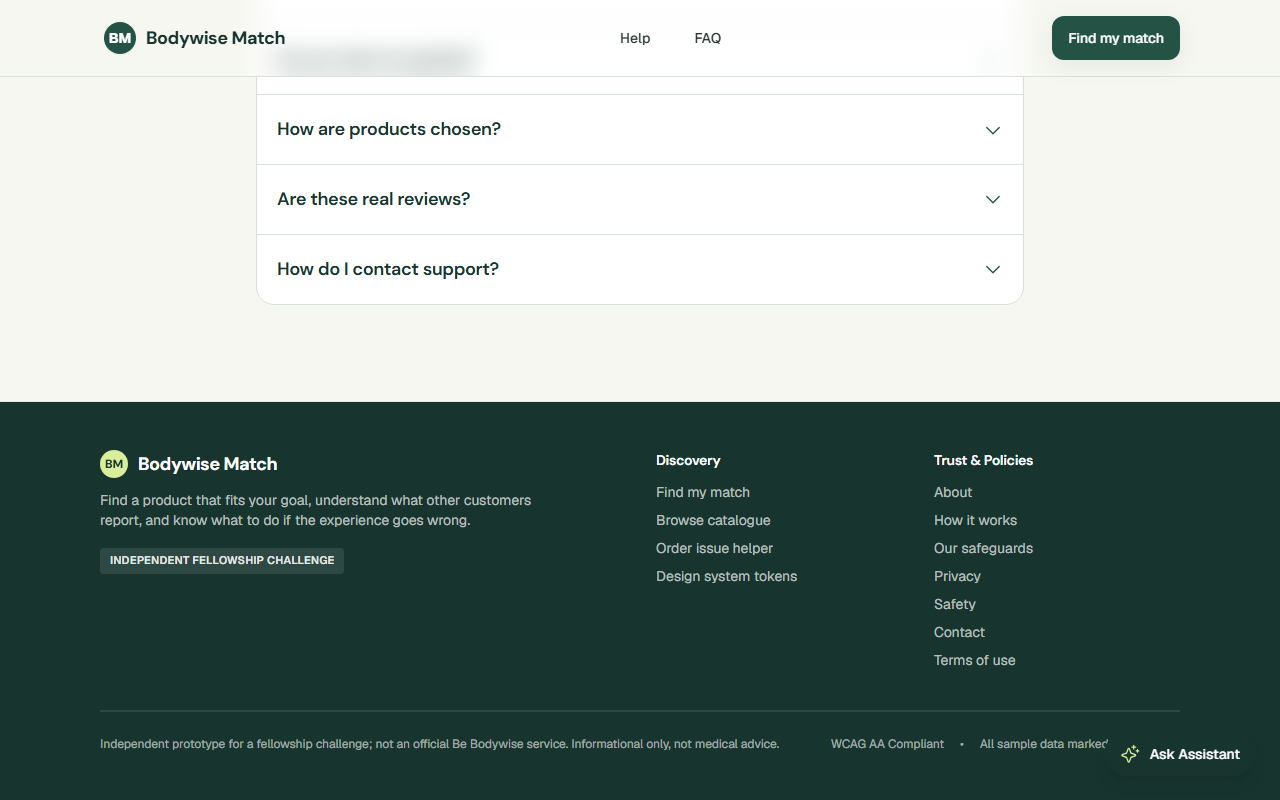 BM Bodywise Match
Help
FAQ
Find my match
How are products chosen?
Are these real reviews?
How do I contact support?
BM Bodywise Match
Find a product that fits your goal, understand what other customers
report, and know what to do if the experience goes wrong.
INDEPENDENT FELLOWSHIP CHALLENGE
Discovery
Find my match
Browse catalogue
Order issue helper
Design system tokens
Trust & Policies
About
How it works
Our safeguards
Privacy
Safety
Contact
Terms of use
Independent prototype for a fellowship challenge; not an official Be Bodywise service. Informational only, not medical advice.
WCAG AA Compliant • All sample data marked
Ask Assistant